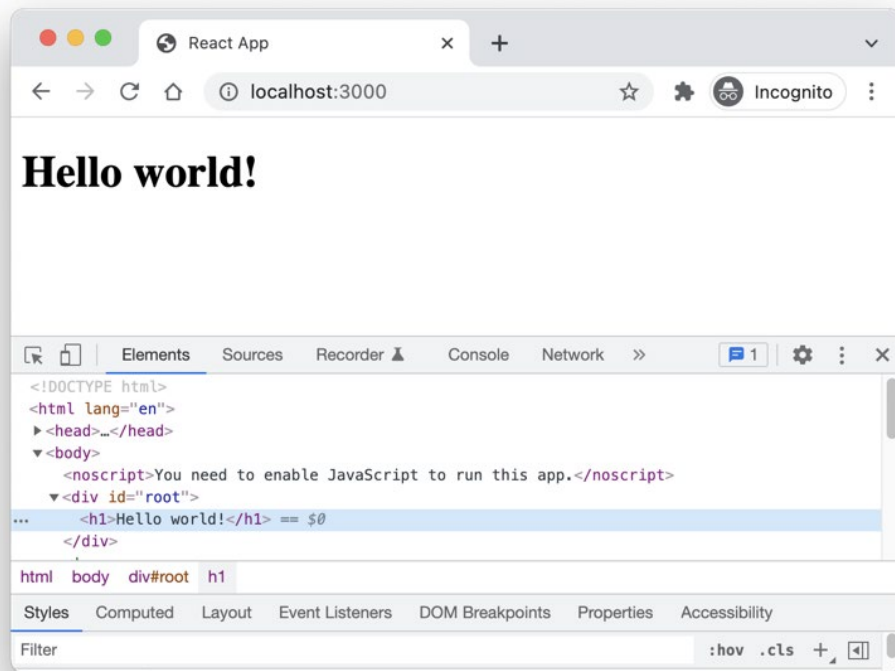 React App
localhost:3000 Incognito
Hello world!
Elements Sources Recorder Console Network » 1
<!DOCTYPE html>
<html lang="en">
<head>…</head>
<body>
<noscript>You need to enable JavaScript to run this app.</noscript>
<div id="root">
... <h1>Hello world!</h1> == $0
</div>
html body div#root h1
Styles Computed Layout Event Listeners DOM Breakpoints Properties Accessibility
Filter :hov .cls +